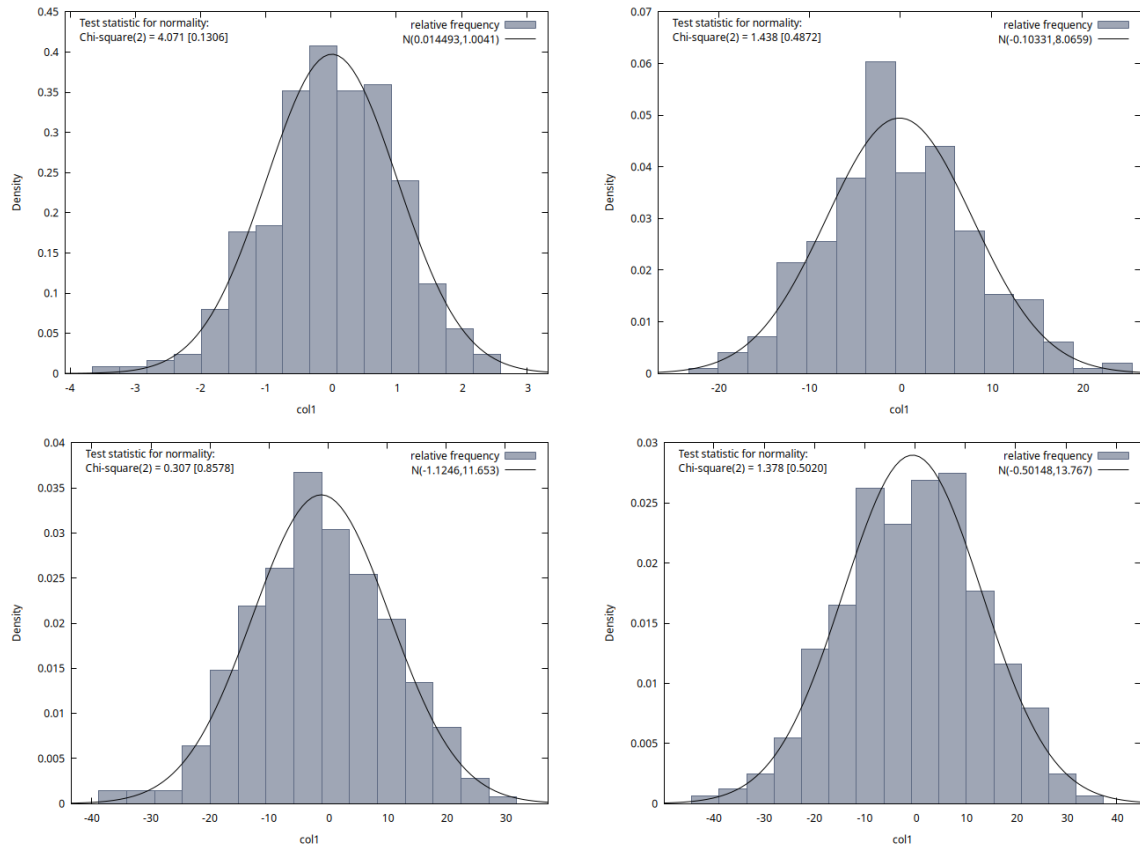 Test statistic for normality:
Chi-square(2) = 4.071 [0.1306]
relative frequency
N(0.014493,1.0041)
0.45
0.4
0.35
0.3
0.25
0.2
0.15
0.1
0.05
0
Density
-4 -3 -2 -1 0 1 2 3
col1
Test statistic for normality:
Chi-square(2) = 1.438 [0.4872]
relative frequency
N(-0.10331,8.0659)
0.07
0.06
0.05
0.04
0.03
0.02
0.01
0
Density
-20 -10 0 10 20
col1
Test statistic for normality:
Chi-square(2) = 0.307 [0.8578]
relative frequency
N(-1.1246,11.653)
0.04
0.035
0.03
0.025
0.02
0.015
0.01
0.005
0
Density
-40 -30 -20 -10 0 10 20 30
col1
Test statistic for normality:
Chi-square(2) = 1.378 [0.5020]
relative frequency
N(-0.50148,13.767)
0.03
0.025
0.02
0.015
0.01
0.005
0
Density
-40 -30 -20 -10 0 10 20 30 40
col1